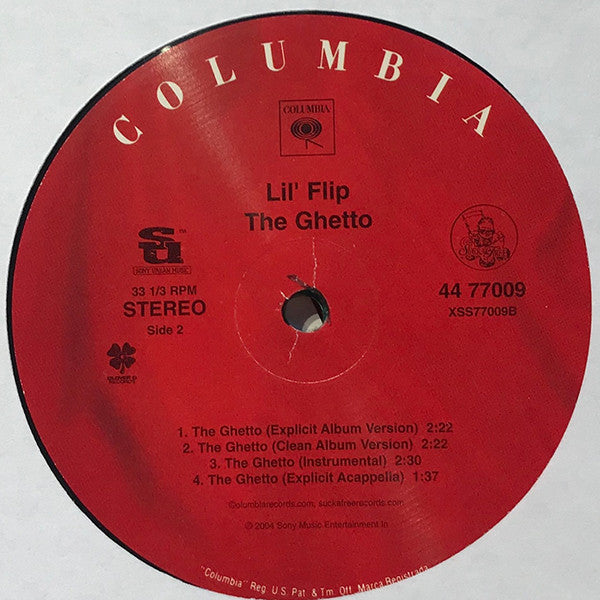 COLUMBIA
COLUMBIA
Lil' Flip
The Ghetto
SU™
SONY URBAN MUSIC
33 1/3 RPM
STEREO
Side 2
44 77009
XSS77009B
1. The Ghetto (Explicit Album Version) 2:22
2. The Ghetto (Clean Album Version) 2:22
3. The Ghetto (Instrumental) 2:30
4. The Ghetto (Explicit Acappella) 1:37
©olumbiarecords.com; suckafreerecords.com
© 2004 Sony Music Entertainment In
"Columbia" Reg. U.S. Pat. & Tm. Off. Marca Registrada.